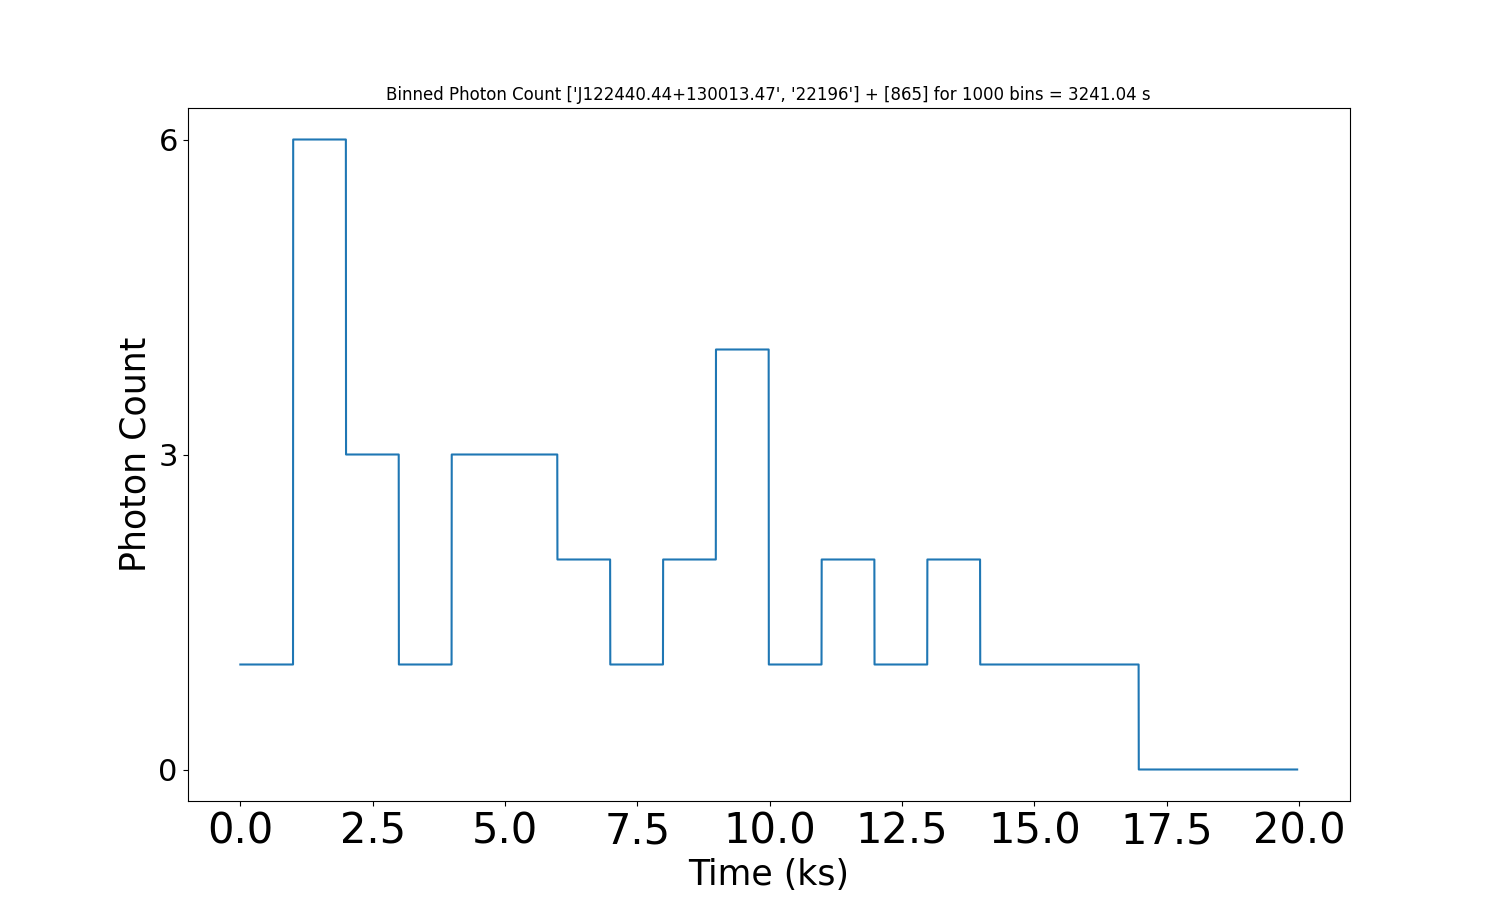 Binned Photon Count ['J122440.44+130013.47', '22196'] + [865] for 1000 bins = 3241.04 s
6
3
0
Photon Count
0.0 2.5 5.0 7.5 10.0 12.5 15.0 17.5 20.0
Time (ks)